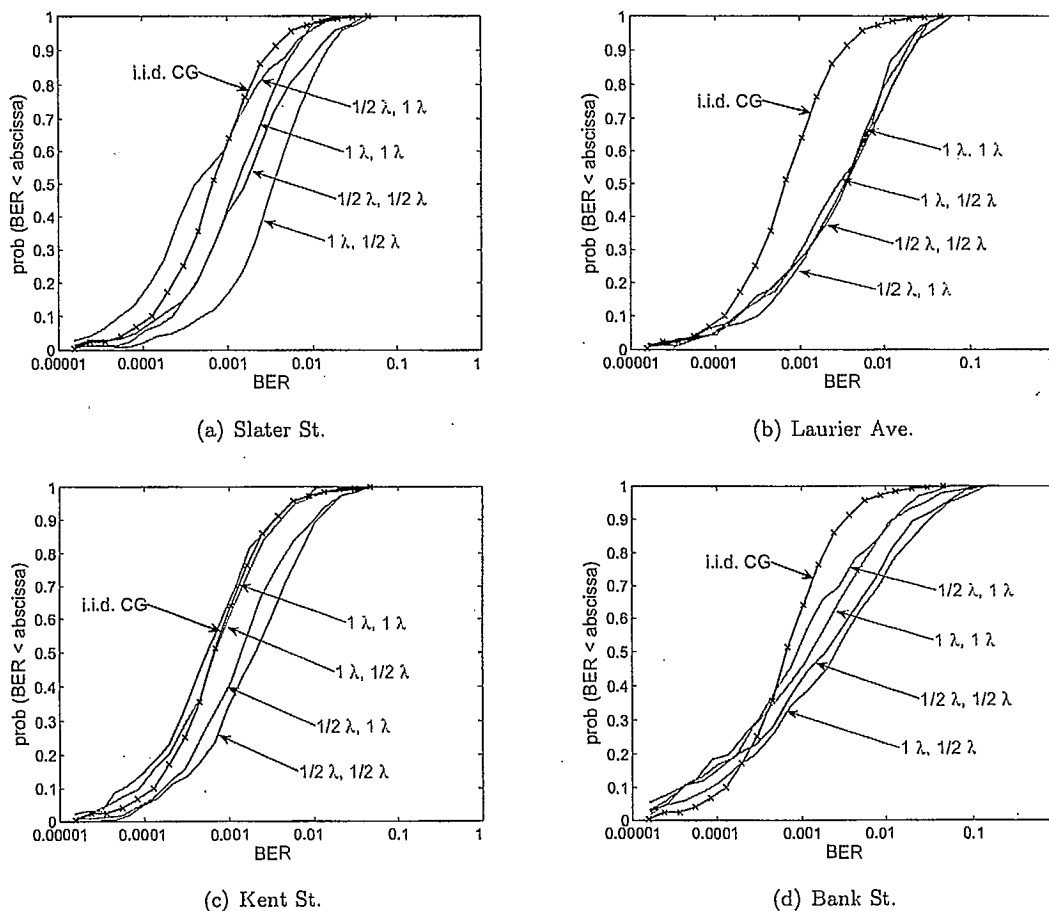 1
0.9
0.8
0.7
0.6
0.5
0.4
0.3
0.2
0.1
0
prob (BER < abscissa)
i.i.d. CG
1/2 λ, 1 λ
1 λ, 1 λ
1/2 λ, 1/2 λ
1 λ, 1/2 λ
0.00001 0.0001 0.001 0.01 0.1 1
BER
(a) Slater St.
1
0.9
0.8
0.7
0.6
0.5
0.4
0.3
0.2
0.1
0
prob (BER < abscissa)
i.i.d. CG
1 λ, 1 λ
1 λ, 1/2 λ
1/2 λ, 1/2 λ
1/2 λ, 1 λ
0.00001 0.0001 0.001 0.01 0.1
BER
(b) Laurier Ave.
1
0.9
0.8
0.7
0.6
0.5
0.4
0.3
0.2
0.1
0
prob (BER < abscissa)
i.i.d. CG
1 λ, 1 λ
1 λ, 1/2 λ
1/2 λ, 1 λ
1/2 λ, 1/2 λ
0.00001 0.0001 0.001 0.01 0.1 1
BER
(c) Kent St.
1
0.9
0.8
0.7
0.6
0.5
0.4
0.3
0.2
0.1
0
prob (BER < abscissa)
i.i.d. CG
1/2 λ, 1 λ
1 λ, 1 λ
1/2 λ, 1/2 λ
1 λ, 1/2 λ
0.00001 0.0001 0.001 0.01 0.1
BER
(d) Bank St.